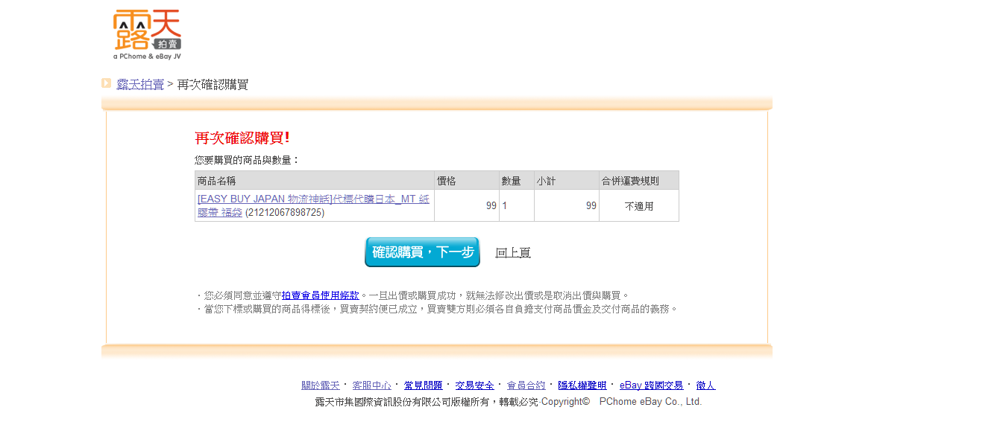 露天
拍賣
a PChome & eBay JV
露天拍賣 > 再次確認購買
再次確認購買!
您要購買的商品與數量：
商品名稱 價格 數量 小計 合併運費規則
[EASY BUY JAPAN 物流神話]代標代購日本_MT 紙
膠帶 福袋 (21212067898725) 99 1 99 不適用
確認購買，下一步 回上頁
‧您必須同意並遵守拍賣會員使用條款。一旦出價或購買成功，就無法修改出價或是取消出價與購買。
‧當您下標或購買的商品得標後，買賣契約便已成立，買賣雙方則必須各自負擔支付商品價金及交付商品的義務。
關於露天‧ 客服中心‧ 常見問題‧ 交易安全‧ 會員合約‧ 隱私權聲明‧ eBay 跨國交易‧ 徵人
露天市集國際資訊股份有限公司版權所有，轉載必究‧Copyright© PChome eBay Co., Ltd.